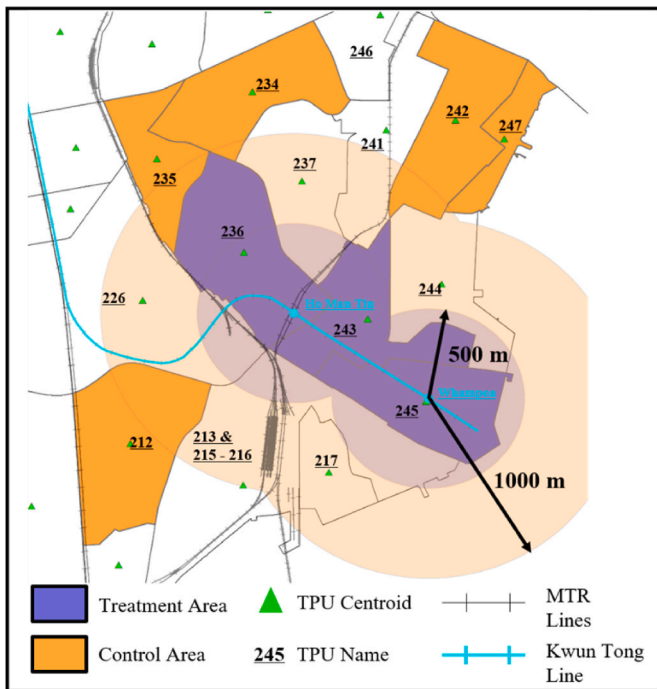 246
234
242
247
241
237
235
236
Ho Man Tin
226
244
243
500 m
Whampoa
245
212
213 &
215 - 216
217
1000 m
Treatment Area
TPU Centroid
MTR
Lines
Control Area
245 TPU Name
Kwun Tong
Line